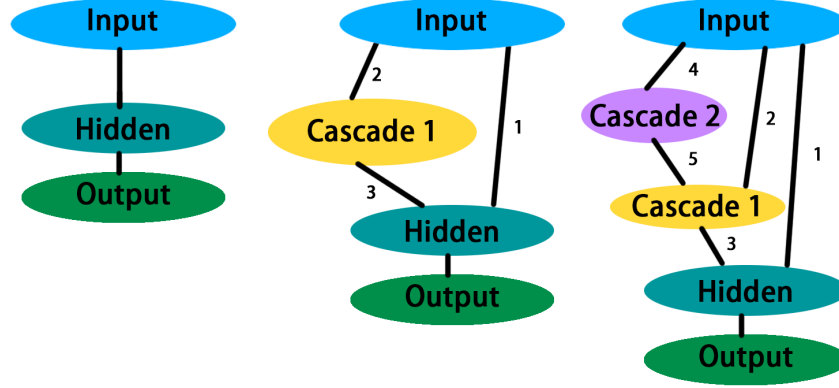 Input
Hidden
Output
Input
2
1
Cascade 1
3
Hidden
Output
Input
4
Cascade 2
2
5
1
Cascade 1
3
Hidden
Output